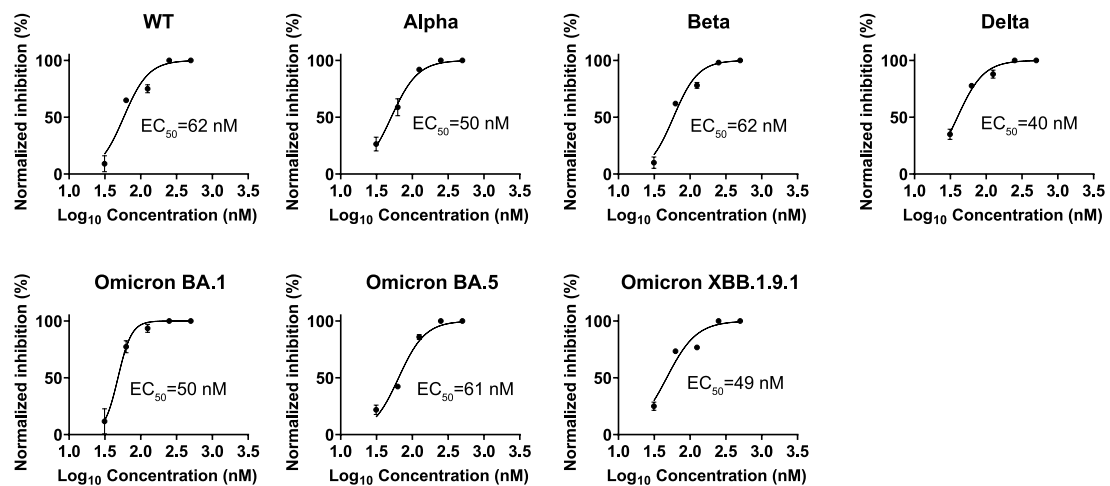 WT
Normalized inhibition (%)
100
50
0
EC50=62 nM
1.0 1.5 2.0 2.5 3.0 3.5
Log10 Concentration (nM)
Alpha
Normalized inhibition (%)
100
50
0
EC50=50 nM
1.0 1.5 2.0 2.5 3.0 3.5
Log10 Concentration (nM)
Beta
Normalized inhibition (%)
100
50
0
EC50=62 nM
1.0 1.5 2.0 2.5 3.0 3.5
Log10 Concentration (nM)
Delta
Normalized inhibition (%)
100
50
0
EC50=40 nM
1.0 1.5 2.0 2.5 3.0 3.5
Log10 Concentration (nM)
Omicron BA.1
Normalized inhibition (%)
100
50
0
EC50=50 nM
1.0 1.5 2.0 2.5 3.0 3.5
Log10 Concentration (nM)
Omicron BA.5
Normalized inhibition (%)
100
50
0
EC50=61 nM
1.0 1.5 2.0 2.5 3.0 3.5
Log10 Concentration (nM)
Omicron XBB.1.9.1
Normalized inhibition (%)
100
50
0
EC50=49 nM
1.0 1.5 2.0 2.5 3.0 3.5
Log10 Concentration (nM)